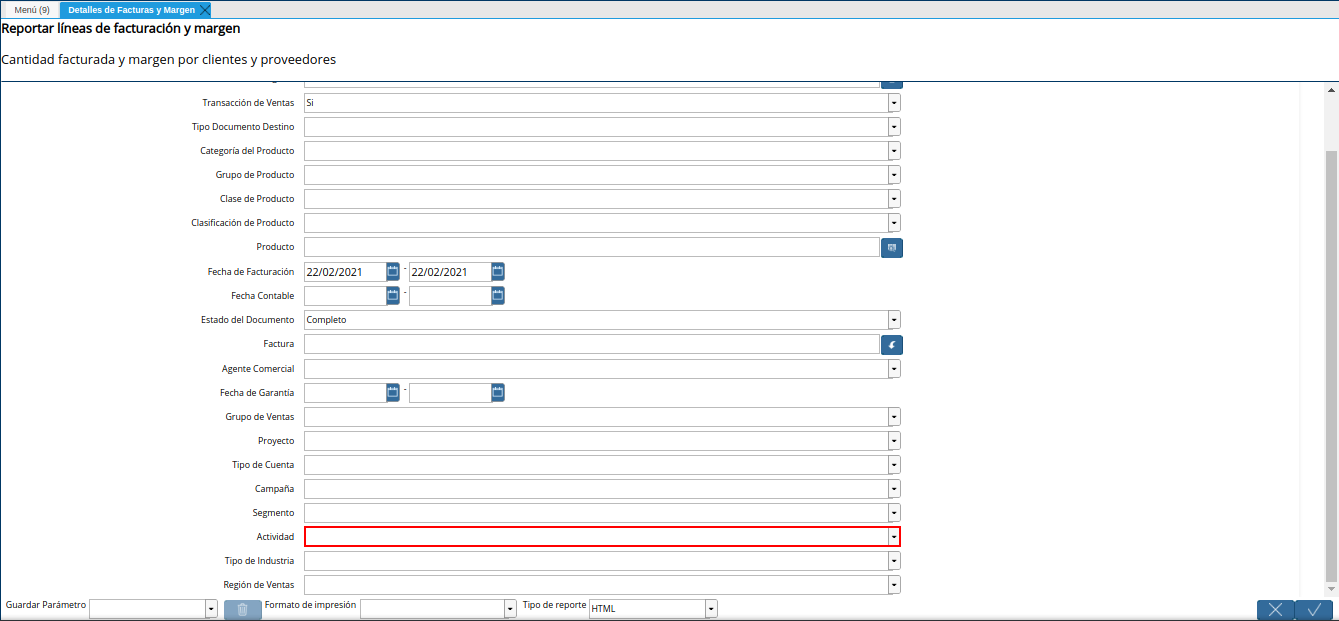 Menú (9) Detalles de Facturas y Margen
Reportar líneas de facturación y margen
Cantidad facturada y margen por clientes y proveedores
Transacción de Ventas Si
Tipo Documento Destino
Categoría del Producto
Grupo de Producto
Clase de Producto
Clasificación de Producto
Producto
Fecha de Facturación 22/02/2021 - 22/02/2021
Fecha Contable -
Estado del Documento Completo
Factura
Agente Comercial
Fecha de Garantía -
Grupo de Ventas
Proyecto
Tipo de Cuenta
Campaña
Segmento
Actividad
Tipo de Industria
Región de Ventas
Guardar Parámetro Formato de impresión Tipo de reporte HTML